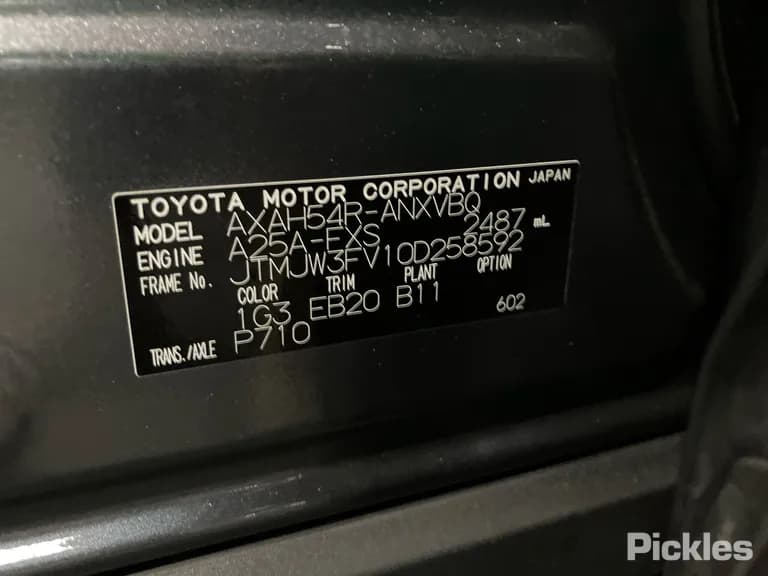 TOYOTA MOTOR CORPORATION JAPAN
MODEL AXAH54R-ANXVBQ
ENGINE A25A-FXS 2487 mL
FRAME No. JTMJW3FV10D258592
COLOR TRIM PLANT OPTION
1G3 EB20 B11 602
TRANS./AXLE P710
Pickles